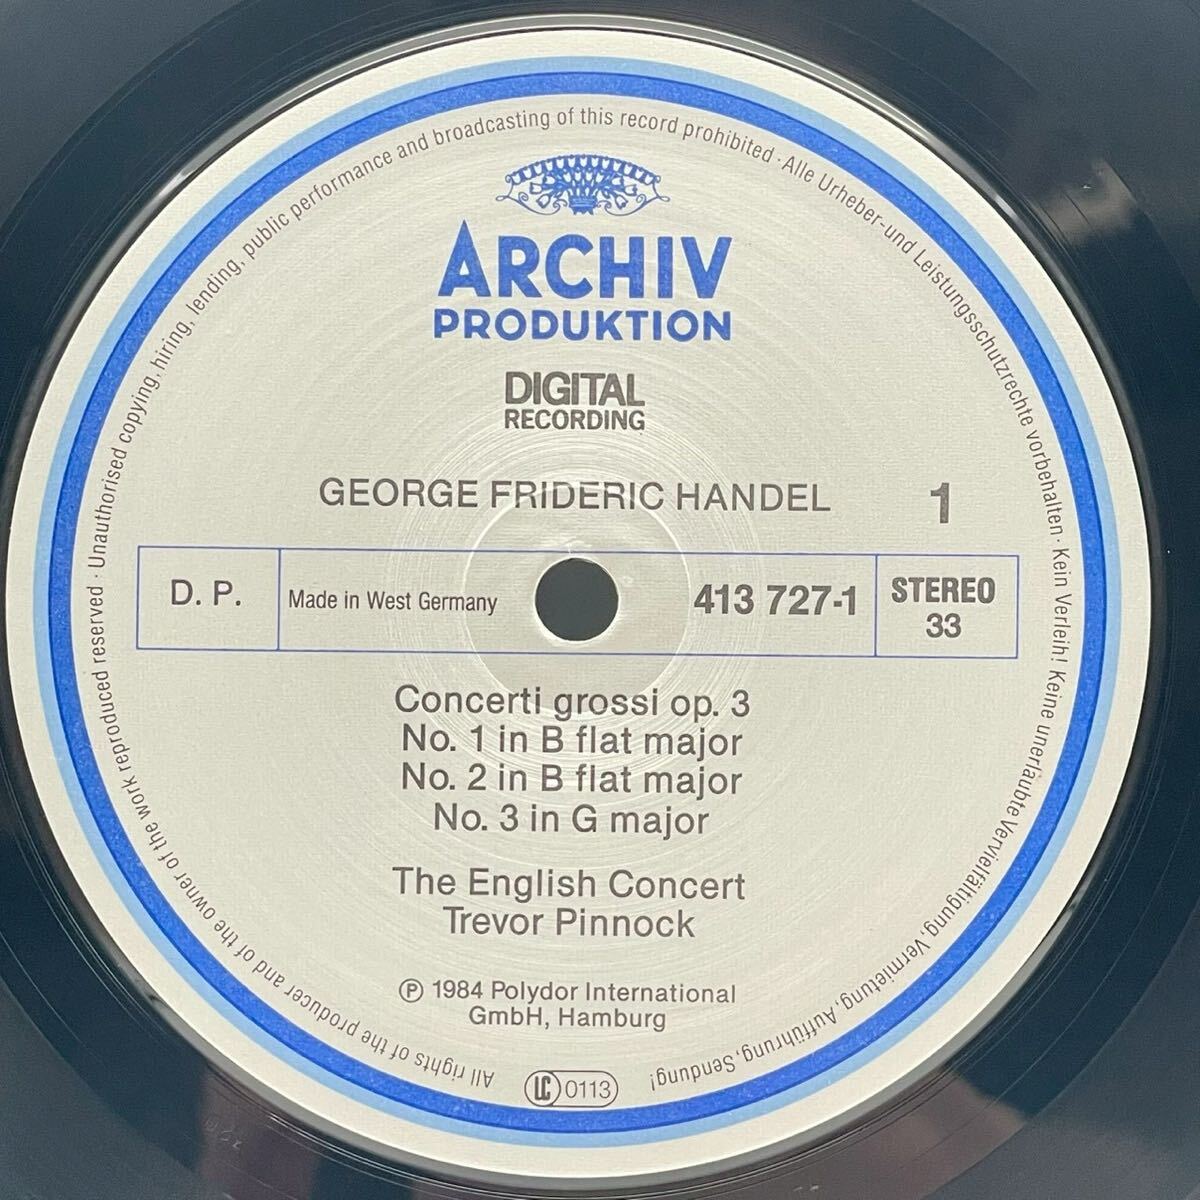 All rights of the producer and of the owner of the work reproduced reserved · Unauthorised copying, hiring, lending, public performance and broadcasting of this record prohibited · Alle Urheber-und Leistungsschutzrechte vorbehalten · Kein Verleih! Keine unerlaubte Vervielfältigung, Vermietung, Aufführung, Sendung!
ARCHIV
PRODUKTION
DIGITAL
RECORDING
GEORGE FRIDERIC HANDEL 1
D. P. Made in West Germany 413 727-1 STEREO
33
Concerti grossi op. 3
No. 1 in B flat major
No. 2 in B flat major
No. 3 in G major
The English Concert
Trevor Pinnock
Ⓟ 1984 Polydor International
GmbH, Hamburg
LC 0113